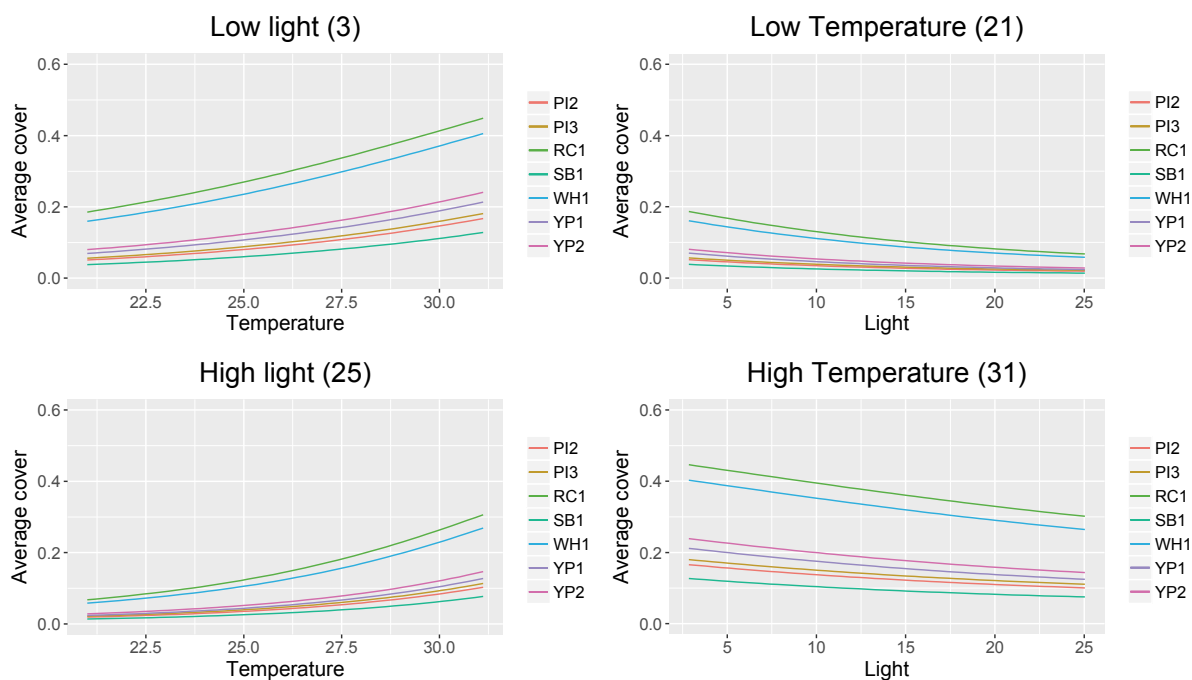 Low light (3)
Average cover
0.6
0.4
0.2
0.0
22.5 25.0 27.5 30.0
Temperature
PI2
PI3
RC1
SB1
WH1
YP1
YP2
Low Temperature (21)
Average cover
0.6
0.4
0.2
0.0
5 10 15 20 25
Light
PI2
PI3
RC1
SB1
WH1
YP1
YP2
High light (25)
Average cover
0.6
0.4
0.2
0.0
22.5 25.0 27.5 30.0
Temperature
PI2
PI3
RC1
SB1
WH1
YP1
YP2
High Temperature (31)
Average cover
0.6
0.4
0.2
0.0
5 10 15 20 25
Light
PI2
PI3
RC1
SB1
WH1
YP1
YP2